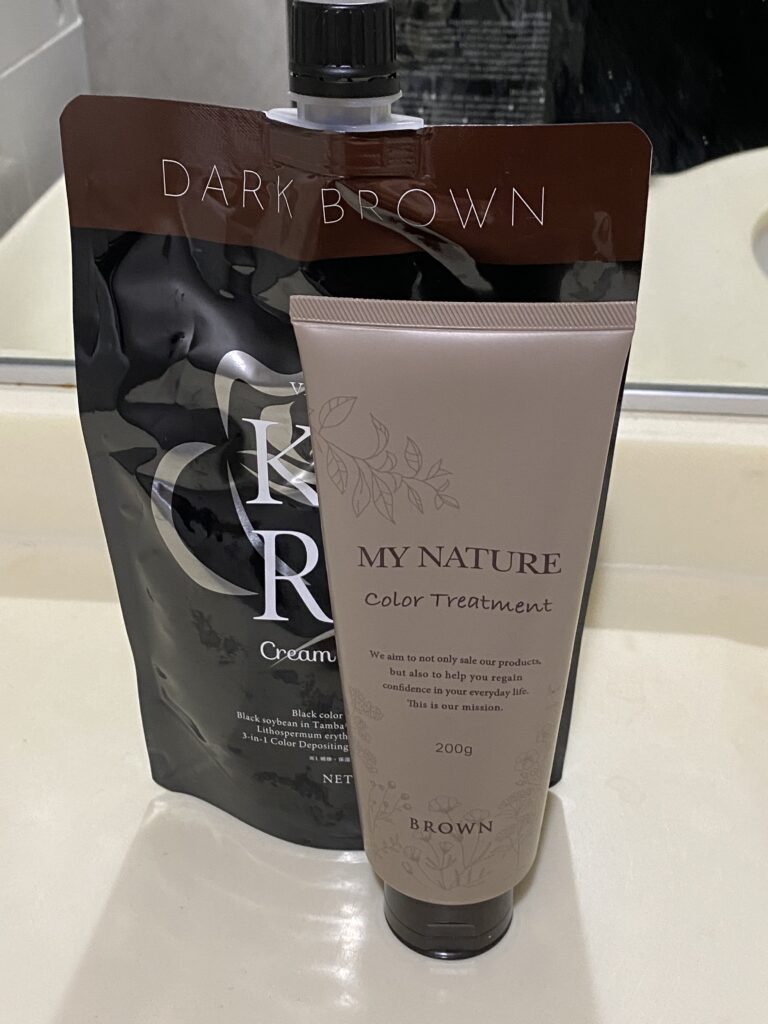 DARK BROWN
K
R
Cream
Black color
Black soybean in Tamba
Lithospermum eryth
3-in-1 Color Depositing
NET
MY NATURE
Color Treatment
We aim to not only sale our products,
but also to help you regain
confidence in your everyday life.
This is our mission.
200g
BROWN